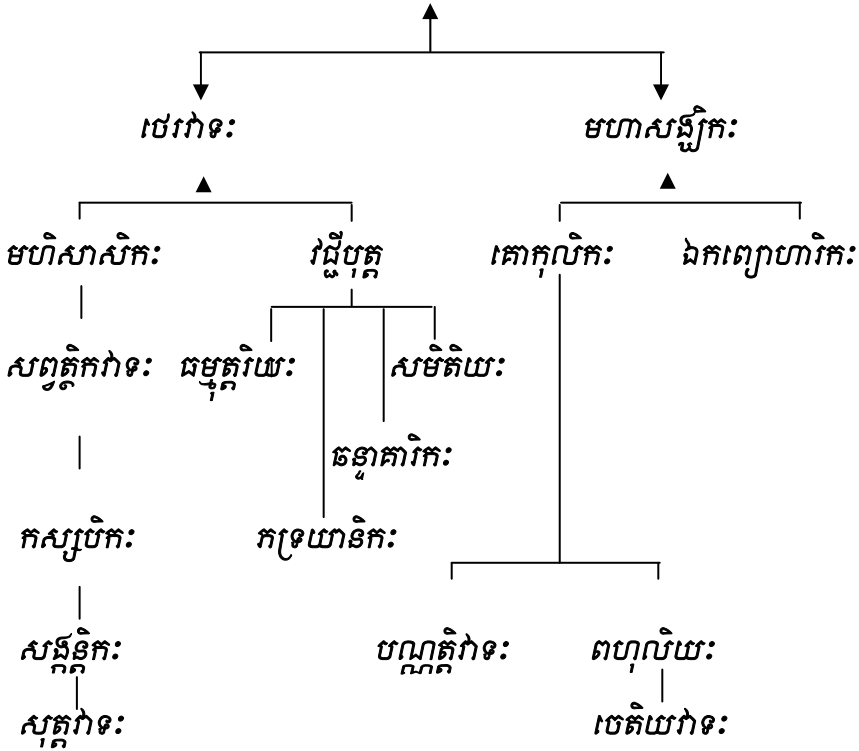 ថេរវាទៈ មហាសង្ឃិកៈ
មហិសាសិកៈ វជ្ជីបុត្ត គោកុលិកៈ ឯកព្យោហារិកៈ
សព្វត្ថិកវាទៈ ធម្មុត្តរិយៈ សមិតិយៈ
ឆន្ទាគារិកៈ
កស្សបិកៈ ភទ្រយានិកៈ
សង្កន្តិកៈ បណ្ណត្តិវាទៈ ពហុលិយៈ
សុត្តវាទៈ ចេតិយវាទៈ